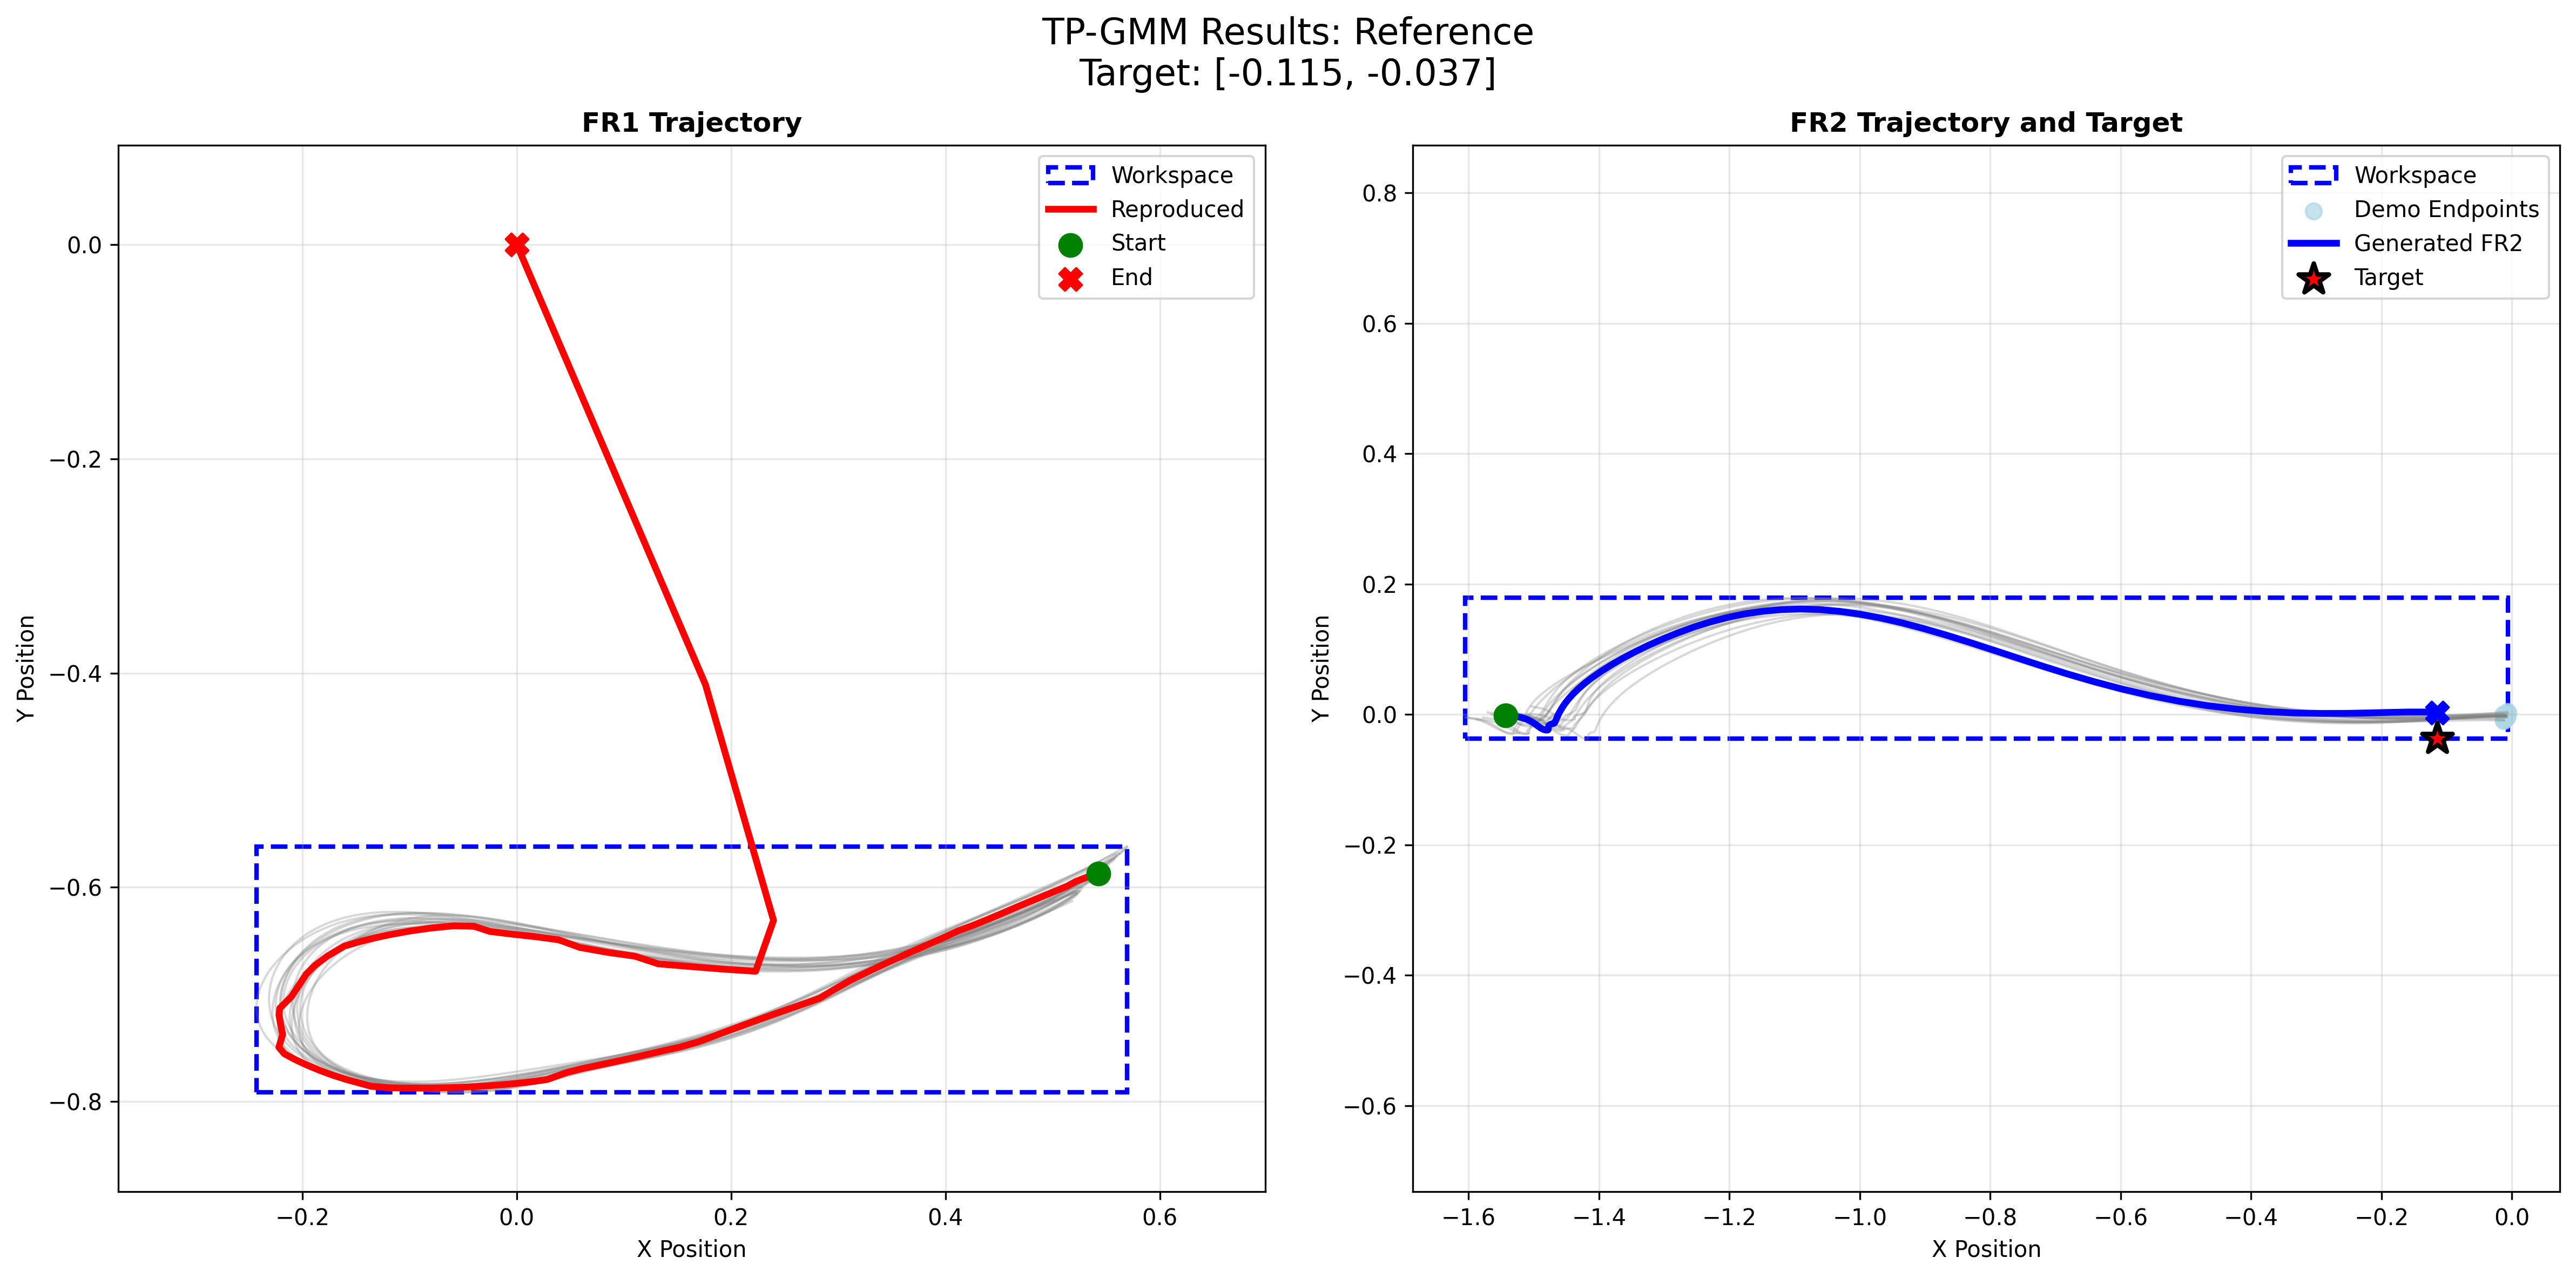 TP-GMM Results: Reference
Target: [-0.115, -0.037]
FR1 Trajectory
Workspace
Reproduced
Start
End
0.0
−0.2
−0.4
−0.6
−0.8
Y Position
−0.2
0.0
0.2
0.4
0.6
X Position
FR2 Trajectory and Target
Workspace
Demo Endpoints
Generated FR2
Target
0.8
0.6
0.4
0.2
0.0
−0.2
−0.4
−0.6
Y Position
−1.6
−1.4
−1.2
−1.0
−0.8
−0.6
−0.4
−0.2
0.0
X Position